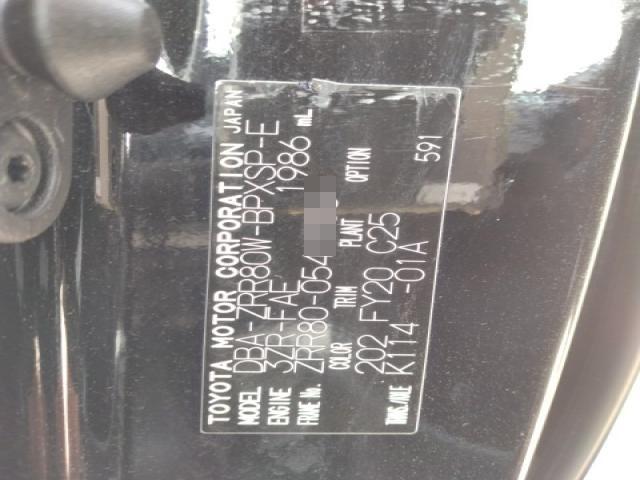 TOYOTA MOTOR CORPORATION JAPAN
MODEL DBA-ZRR80W-BPXSP-E
ENGINE 3ZR-FAE 1986 mL
FRAME No. ZRR80-054
COLOR TRIM PLANT OPTION
202 FY20 C25 591
TRNS./AXLE K114 -01A